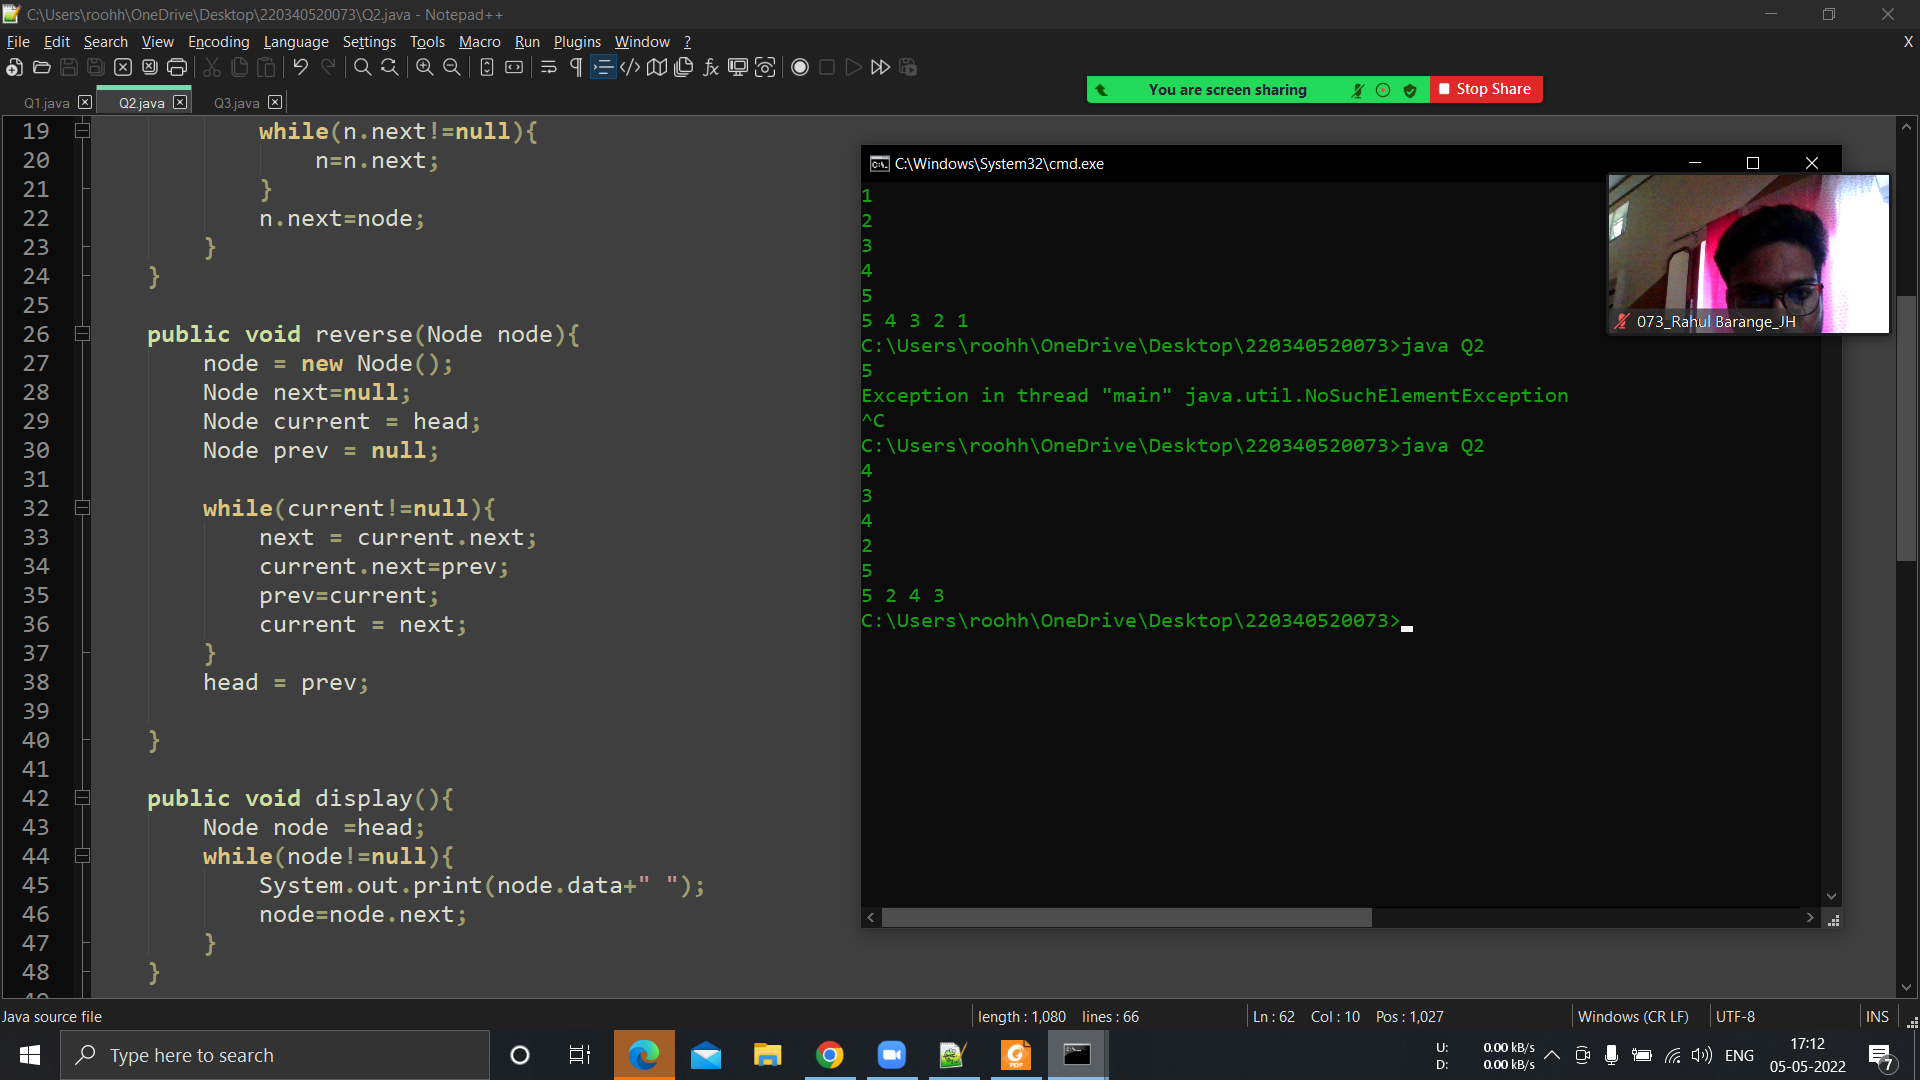 C:\Users\roohh\OneDrive\Desktop\220340520073\Q2.java - Notepad++
File Edit Search View Encoding Language Settings Tools Macro Run Plugins Window ?
X
Q1.java Q2.java Q3.java
You are screen sharing
Stop Share
19 while(n.next!=null){
20 n=n.next;
21 }
22 n.next=node;
23 }
24 }
25
26 public void reverse(Node node){
27 node = new Node();
28 Node next=null;
29 Node current = head;
30 Node prev = null;
31
32 while(current!=null){
33 next = current.next;
34 current.next=prev;
35 prev=current;
36 current = next;
37 }
38 head = prev;
39
40 }
41
42 public void display(){
43 Node node =head;
44 while(node!=null){
45 System.out.print(node.data+" ");
46 node=node.next;
47 }
48 }
C:\Windows\System32\cmd.exe
1
2
3
4
5
5 4 3 2 1
C:\Users\roohh\OneDrive\Desktop\220340520073>java Q2
5
Exception in thread "main" java.util.NoSuchElementException
^C
C:\Users\roohh\OneDrive\Desktop\220340520073>java Q2
4
3
4
2
5
5 2 4 3
C:\Users\roohh\OneDrive\Desktop\220340520073>
073_Rahul Barange_JH
Java source file
length : 1,080 lines : 66
Ln : 62 Col : 10 Pos : 1,027
Windows (CR LF)
UTF-8
INS
Type here to search
U: 0.00 kB/s
D: 0.00 kB/s
ENG
17:12
05-05-2022
7